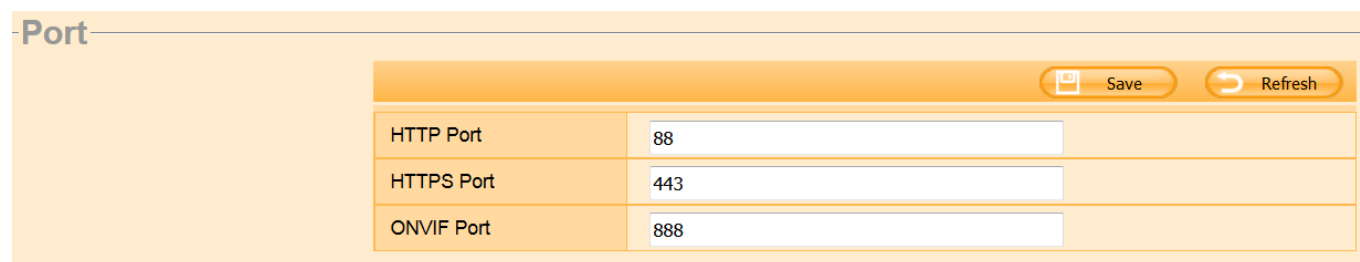 Port
Save Refresh
HTTP Port 88
HTTPS Port 443
ONVIF Port 888